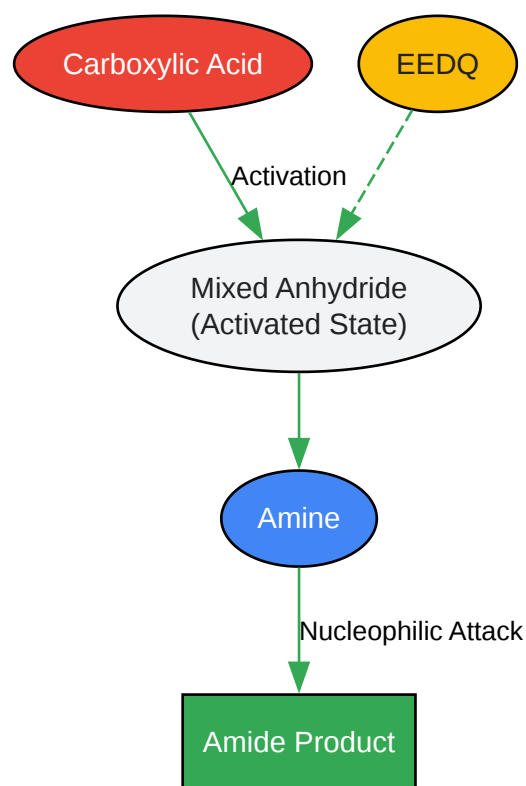 Carboxylic Acid
EEDQ
Activation
Mixed Anhydride
(Activated State)
Amine
Nucleophilic Attack
Amide Product